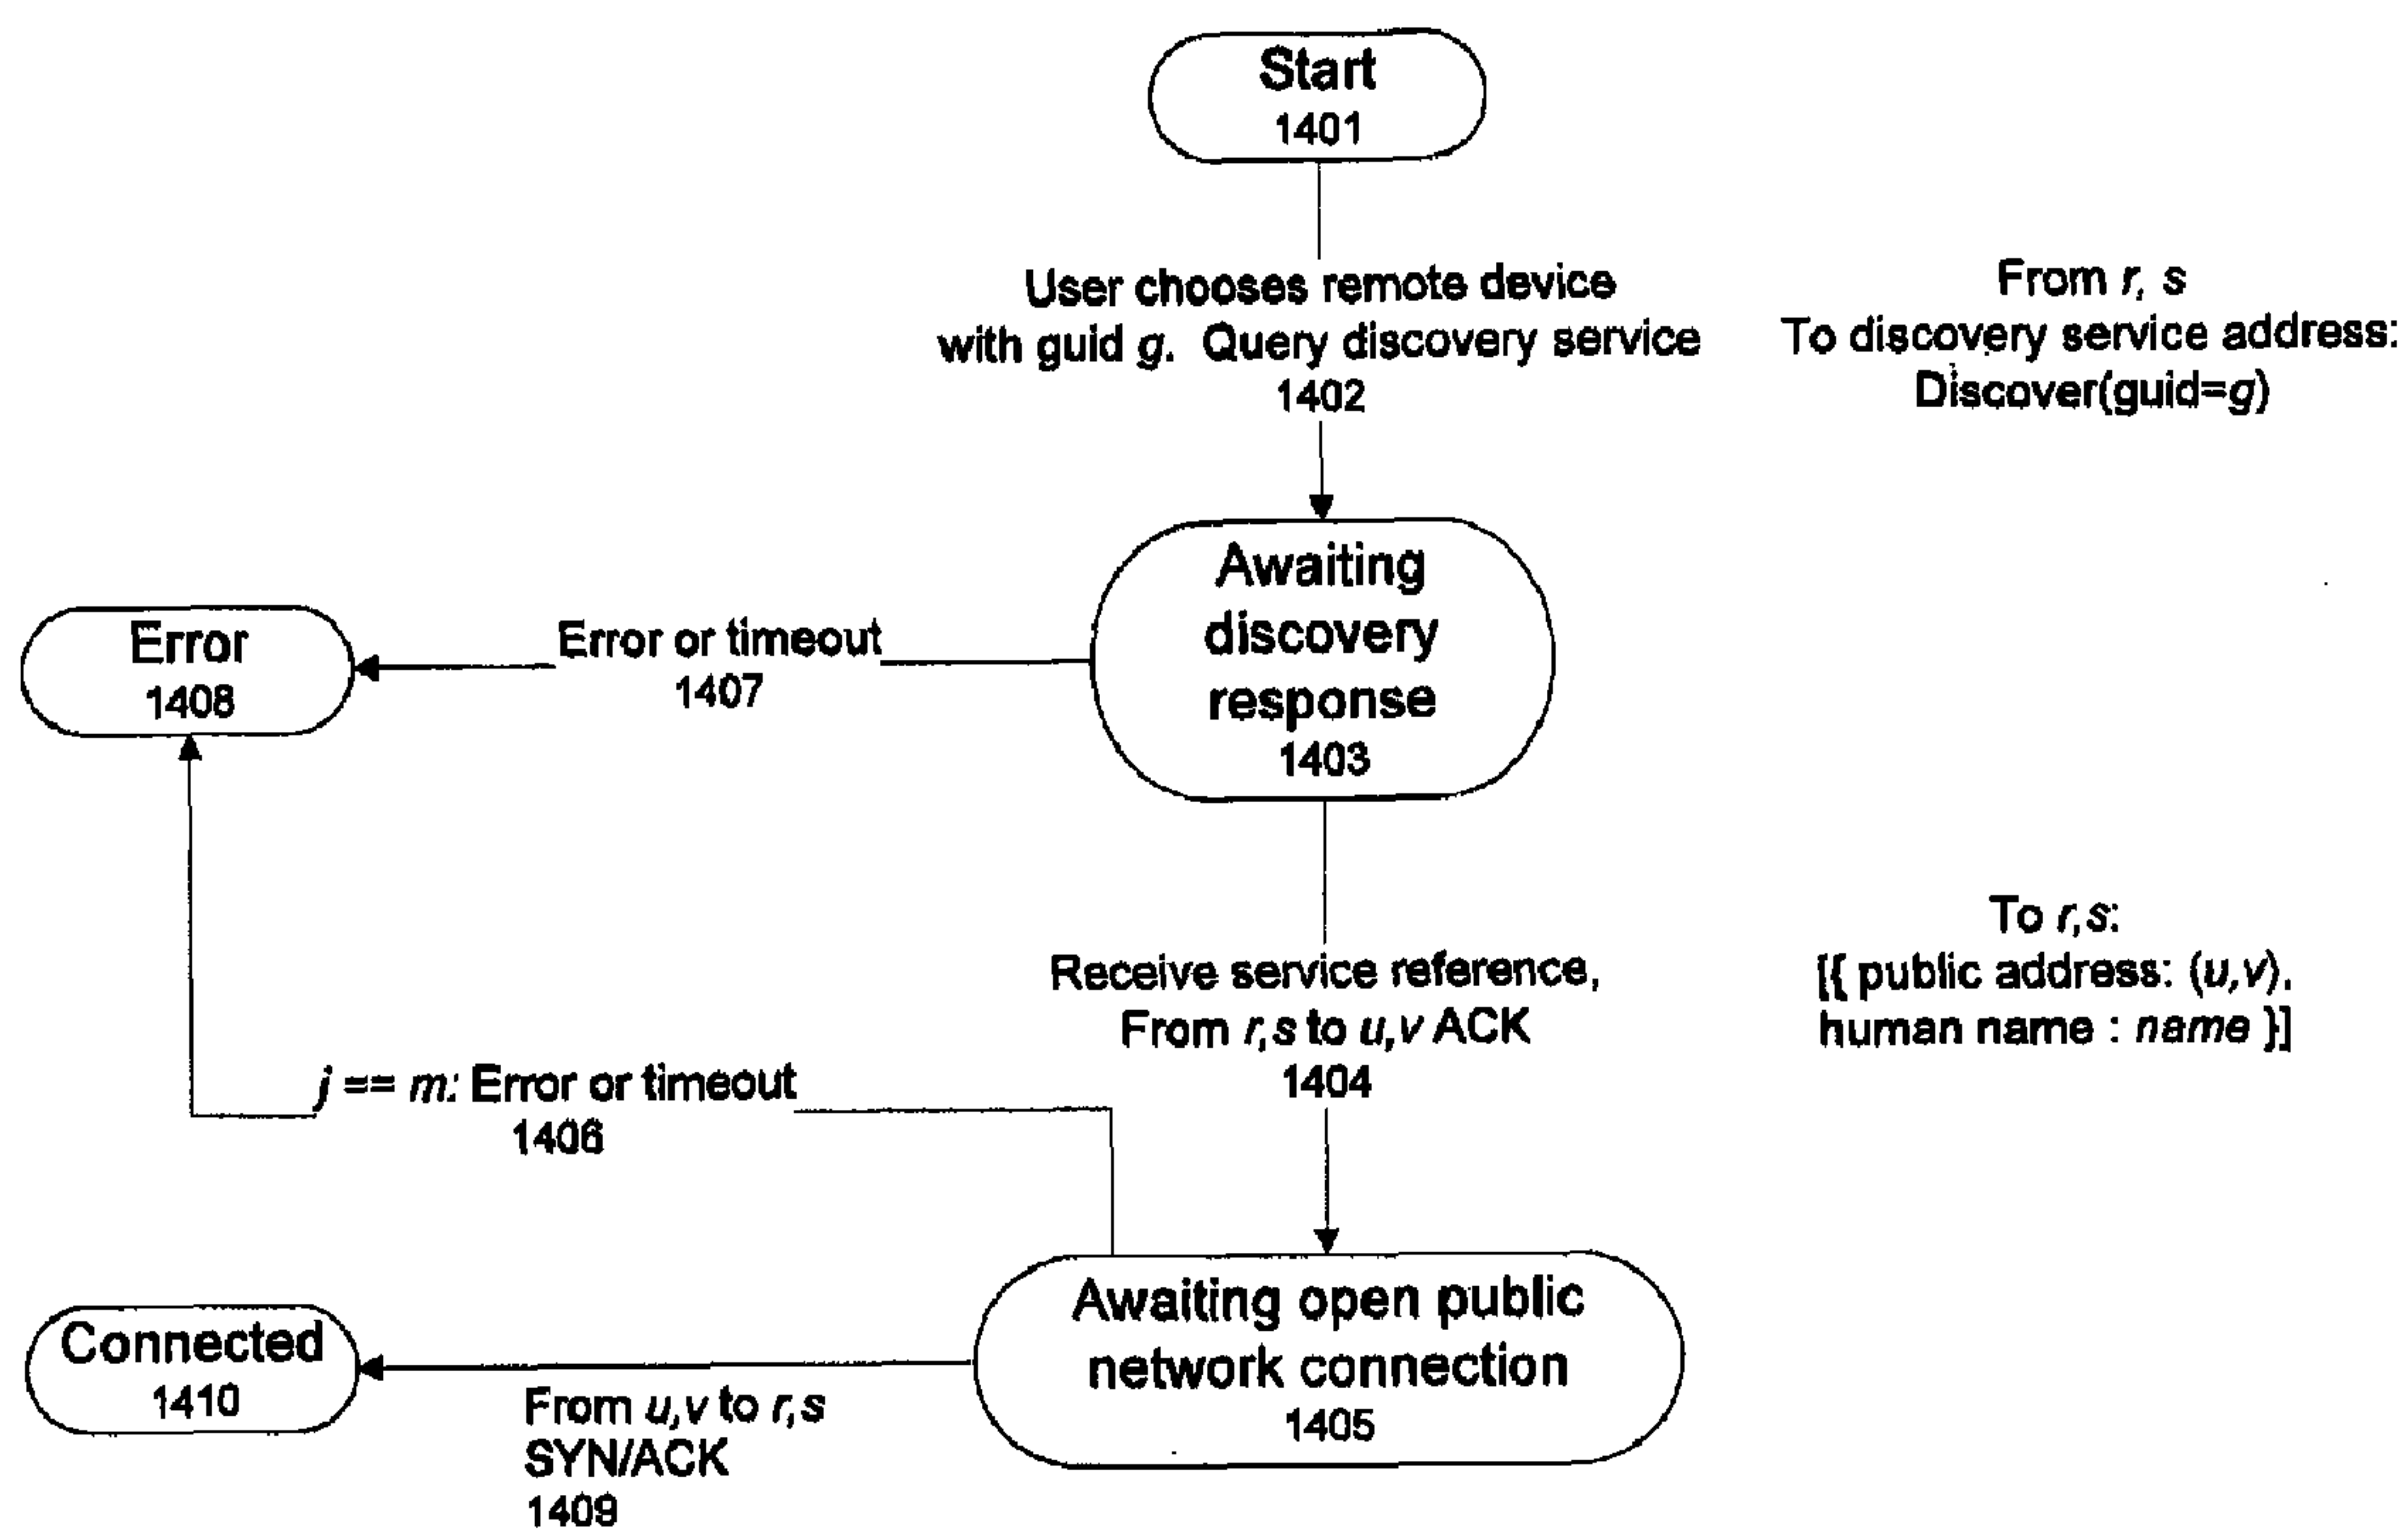 Start
1401
User chooses remote device
with guid g. Query discovery service
1402
From r, s
To discovery service address:
Discover(guid=g)
Awaiting
discovery
response
1403
Error or timeout
1407
Error
1408
Receive service reference,
From r,s to u,v ACK
1404
To r,s:
[{ public address: (u,v),
human name : name }]
j == m: Error or timeout
1406
Awaiting open public
network connection
1405
Connected
1410
From u,v to r,s
SYN/ACK
1409